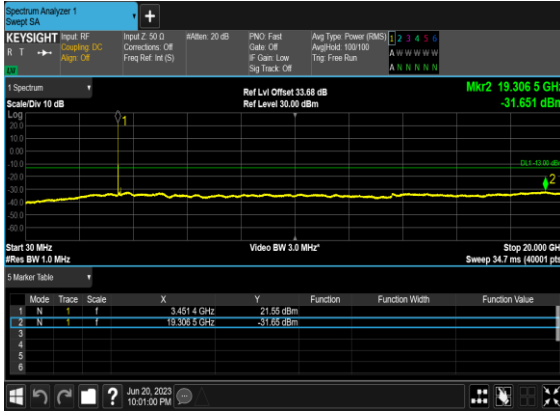 Spectrum Analyzer 1
Swept SA
+
KEYSIGHT Input: RF Input Z: 50 Ω #Atten: 20 dB PNO: Fast Avg Type: Power (RMS) 1 2 3 4 5 6
R T Coupling: DC Corrections: Off Gate: Off Avg|Hold: 100/100 A W W W W W
Align: Off Freq Ref: Int (S) IF Gain: Low Trig: Free Run
Sig Track: Off A N N N N N
1 Spectrum Mkr2 19.306 5 GHz
Ref Lvl Offset 33.68 dB
Scale/Div 10 dB Ref Level 30.00 dBm -31.651 dBm
Log
20.0
10.0
0.00
-10.0
-20.0
-30.0
-40.0
-50.0
-60.0
1
DL1 -13.00 dBm
2
Start 30 MHz Video BW 3.0 MHz* Stop 20.000 GH
#Res BW 1.0 MHz Sweep 34.7 ms (40001 pts
5 Marker Table
Mode Trace Scale X Y Function Function Width Function Value
1 N 1 f 3.451 4 GHz 21.55 dBm
2 N 1 f 19.306 5 GHz -31.65 dBm
3
4
5
6
? Jun 20, 2023
10:01:00 PM